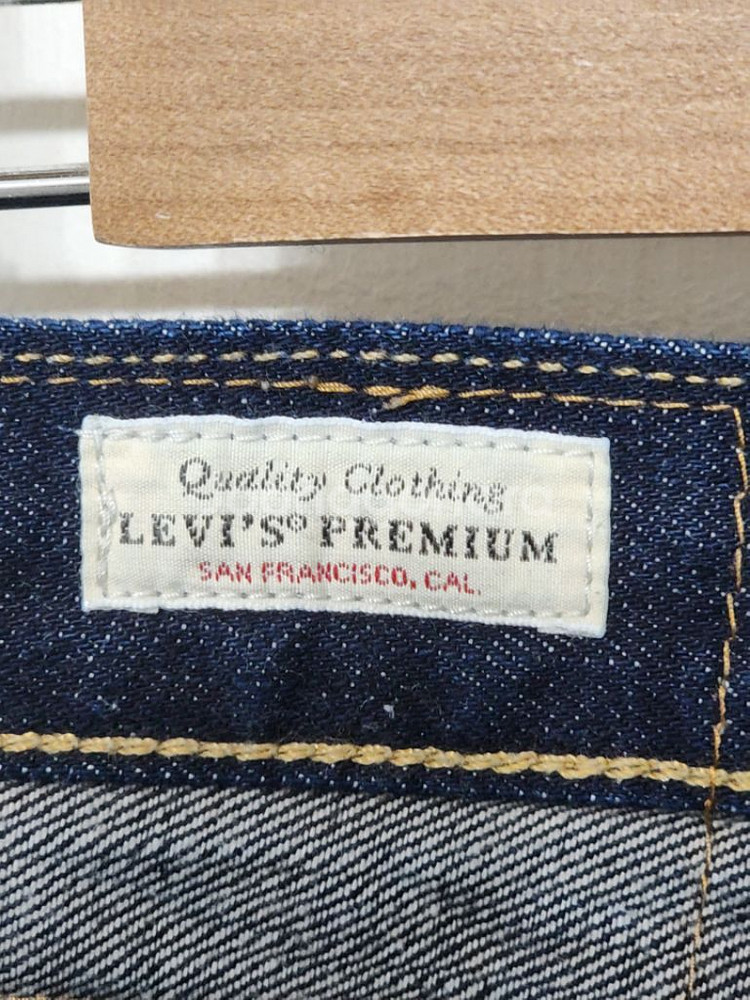 Quality Clothing
LEVI'S® PREMIUM
SAN FRANCISCO, CAL.